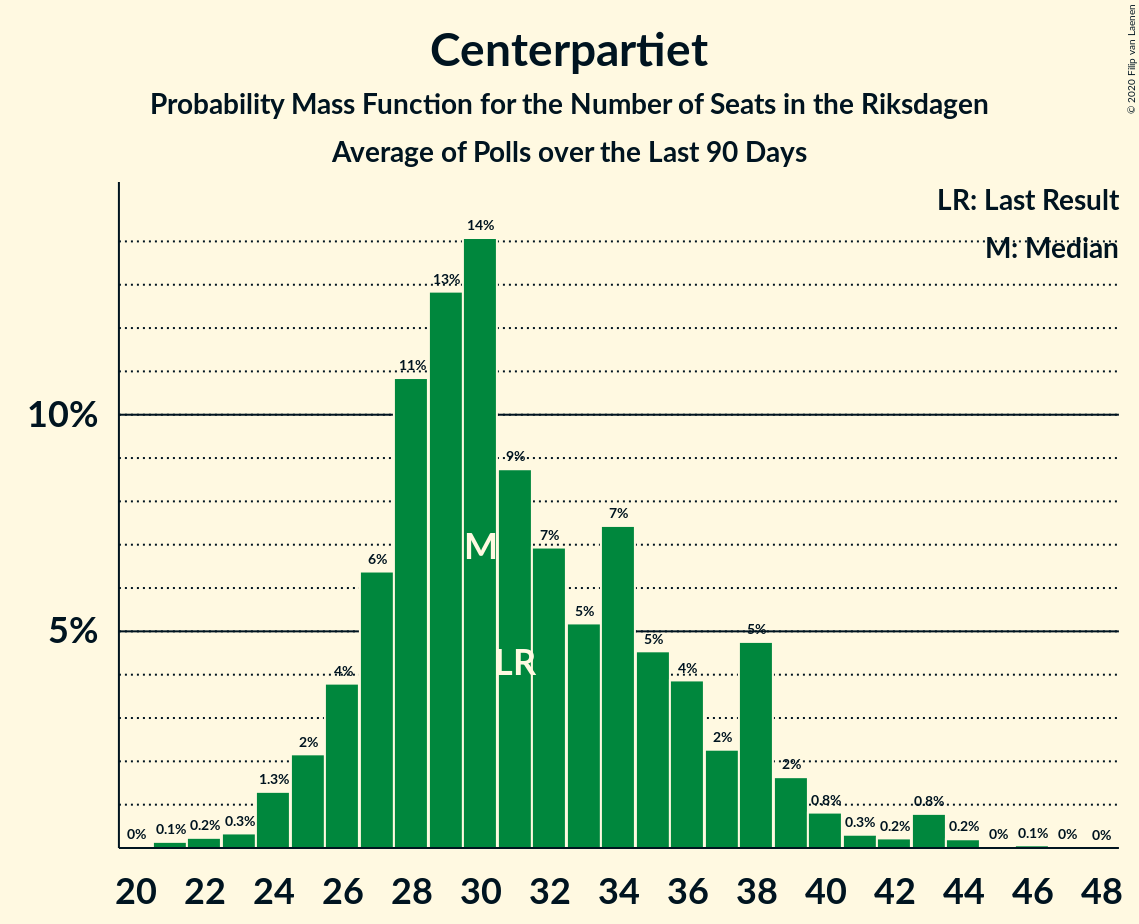 Centerpartiet
Probability Mass Function for the Number of Seats in the Riksdagen
Average of Polls over the Last 90 Days
© 2020 Filip van Laenen
LR: Last Result
M: Median
10%
5%
0% 0.1% 0.2% 0.3% 1.3% 2% 4% 6% 11% 13% 14% 9% 7% 5% 7% 5% 4% 2% 5% 2% 0.8% 0.3% 0.2% 0.8% 0.2% 0% 0.1% 0% 0%
M
LR
20 22 24 26 28 30 32 34 36 38 40 42 44 46 48